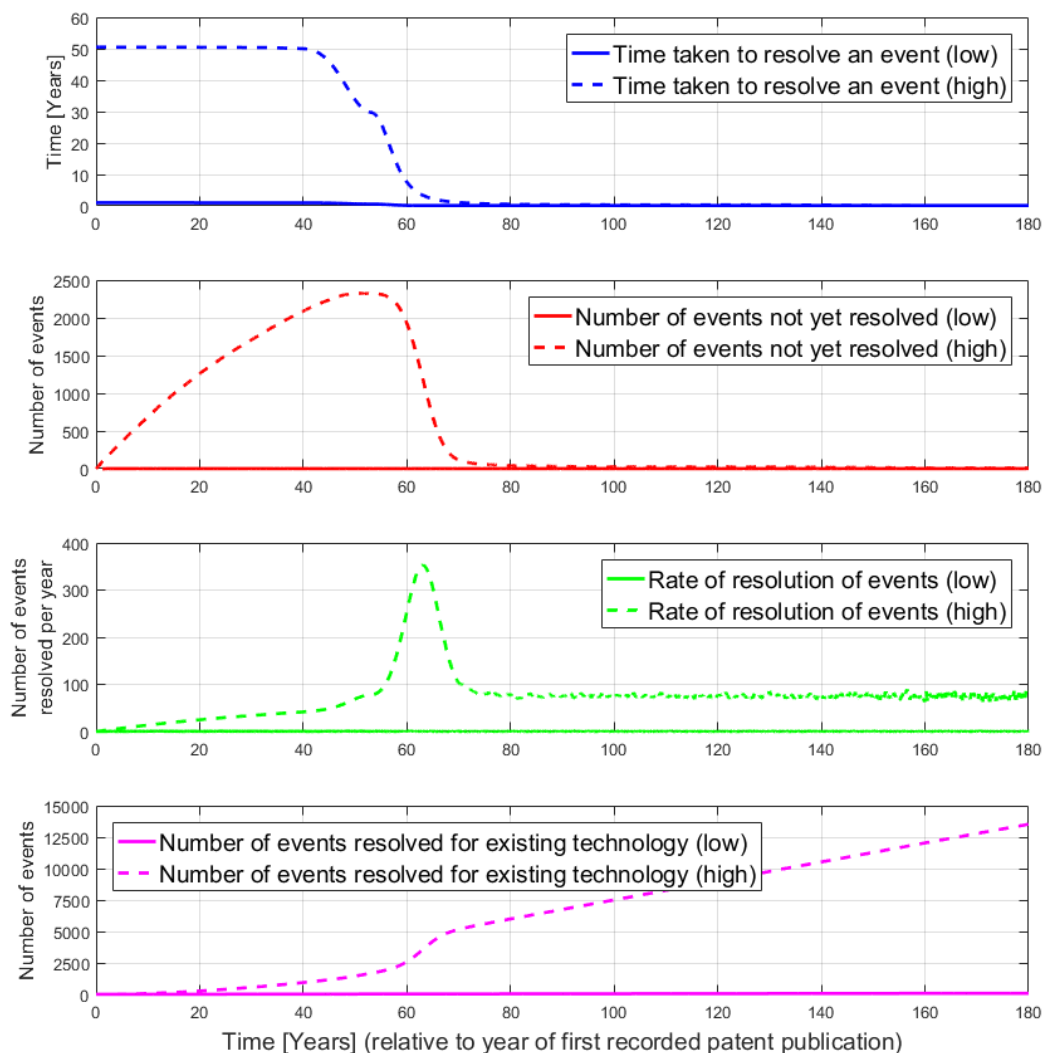 60
50
40
30
20
10
0
Time [Years]
Time taken to resolve an event (low)
Time taken to resolve an event (high)
0 20 40 60 80 100 120 140 160 180
2500
2000
1500
1000
500
0
Number of events
Number of events not yet resolved (low)
Number of events not yet resolved (high)
0 20 40 60 80 100 120 140 160 180
400
300
200
100
0
Number of events
resolved per year
Rate of resolution of events (low)
Rate of resolution of events (high)
0 20 40 60 80 100 120 140 160 180
15000
12500
10000
7500
5000
2500
0
Number of events
Number of events resolved for existing technology (low)
Number of events resolved for existing technology (high)
0 20 40 60 80 100 120 140 160 180
Time [Years] (relative to year of first recorded patent publication)